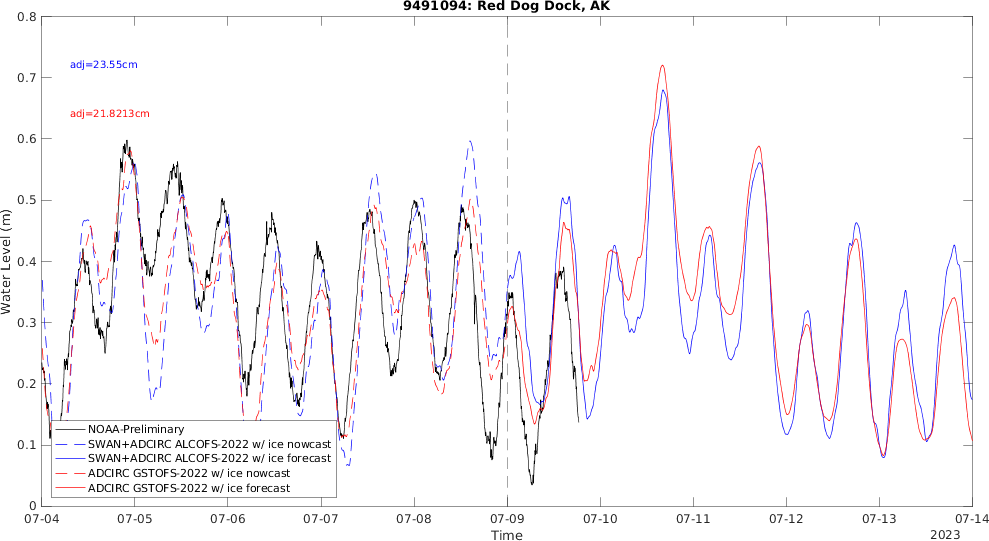 9491094: Red Dog Dock, AK
0.8
0.7
0.6
0.5
0.4
0.3
0.2
0.1
0
Water Level (m)
adj=23.55cm
adj=21.8213cm
NOAA-Preliminary
SWAN+ADCIRC ALCOFS-2022 w/ ice nowcast
SWAN+ADCIRC ALCOFS-2022 w/ ice forecast
ADCIRC GSTOFS-2022 w/ ice nowcast
ADCIRC GSTOFS-2022 w/ ice forecast
07-04 07-05 07-06 07-07 07-08 07-09 07-10 07-11 07-12 07-13 07-14
Time
2023